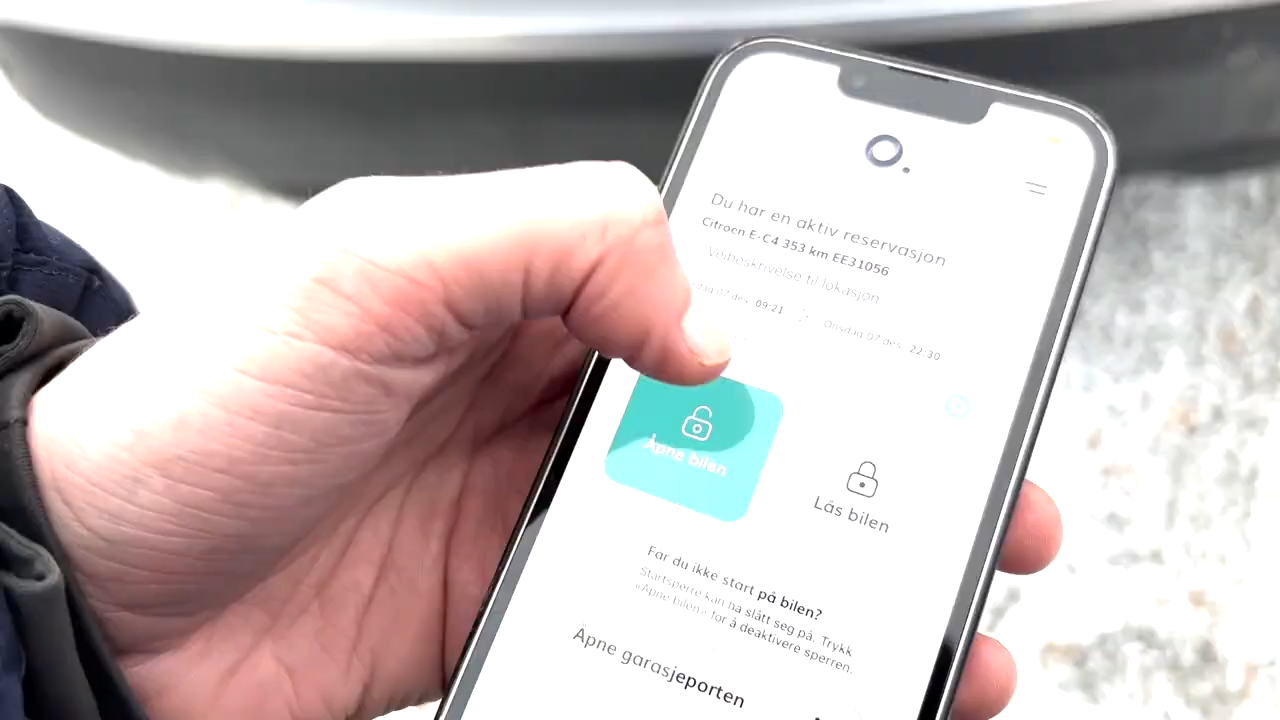 Du har en aktiv reservasjon
Citroen E-C4 353 km EE31056
Veibeskrivelse til lokasjon
07 des. 09:21
Onsdag 07 des. 22:30
Åpne bilen
Lås bilen
Får du ikke start på bilen?
Startsperre kan ha slått seg på. Trykk
«Åpne bilen» for å deaktivere sperren.
Åpne garasjeporten